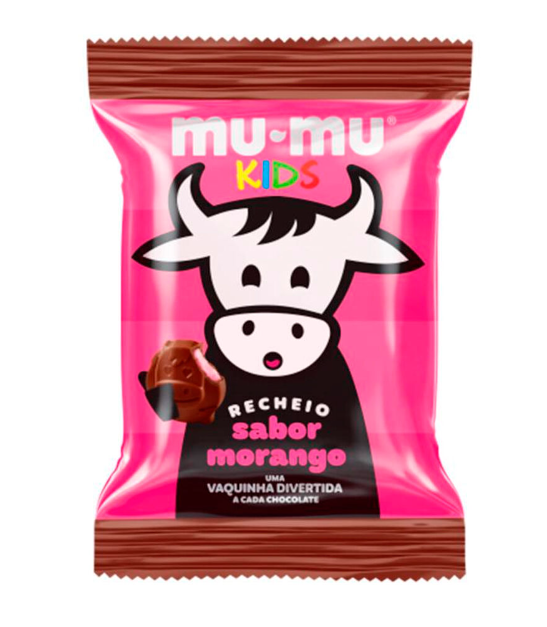 mu-mu®
KIDS
RECHEIO
sabor
morango
UMA
VAQUINHA DIVERTIDA
A CADA CHOCOLATE